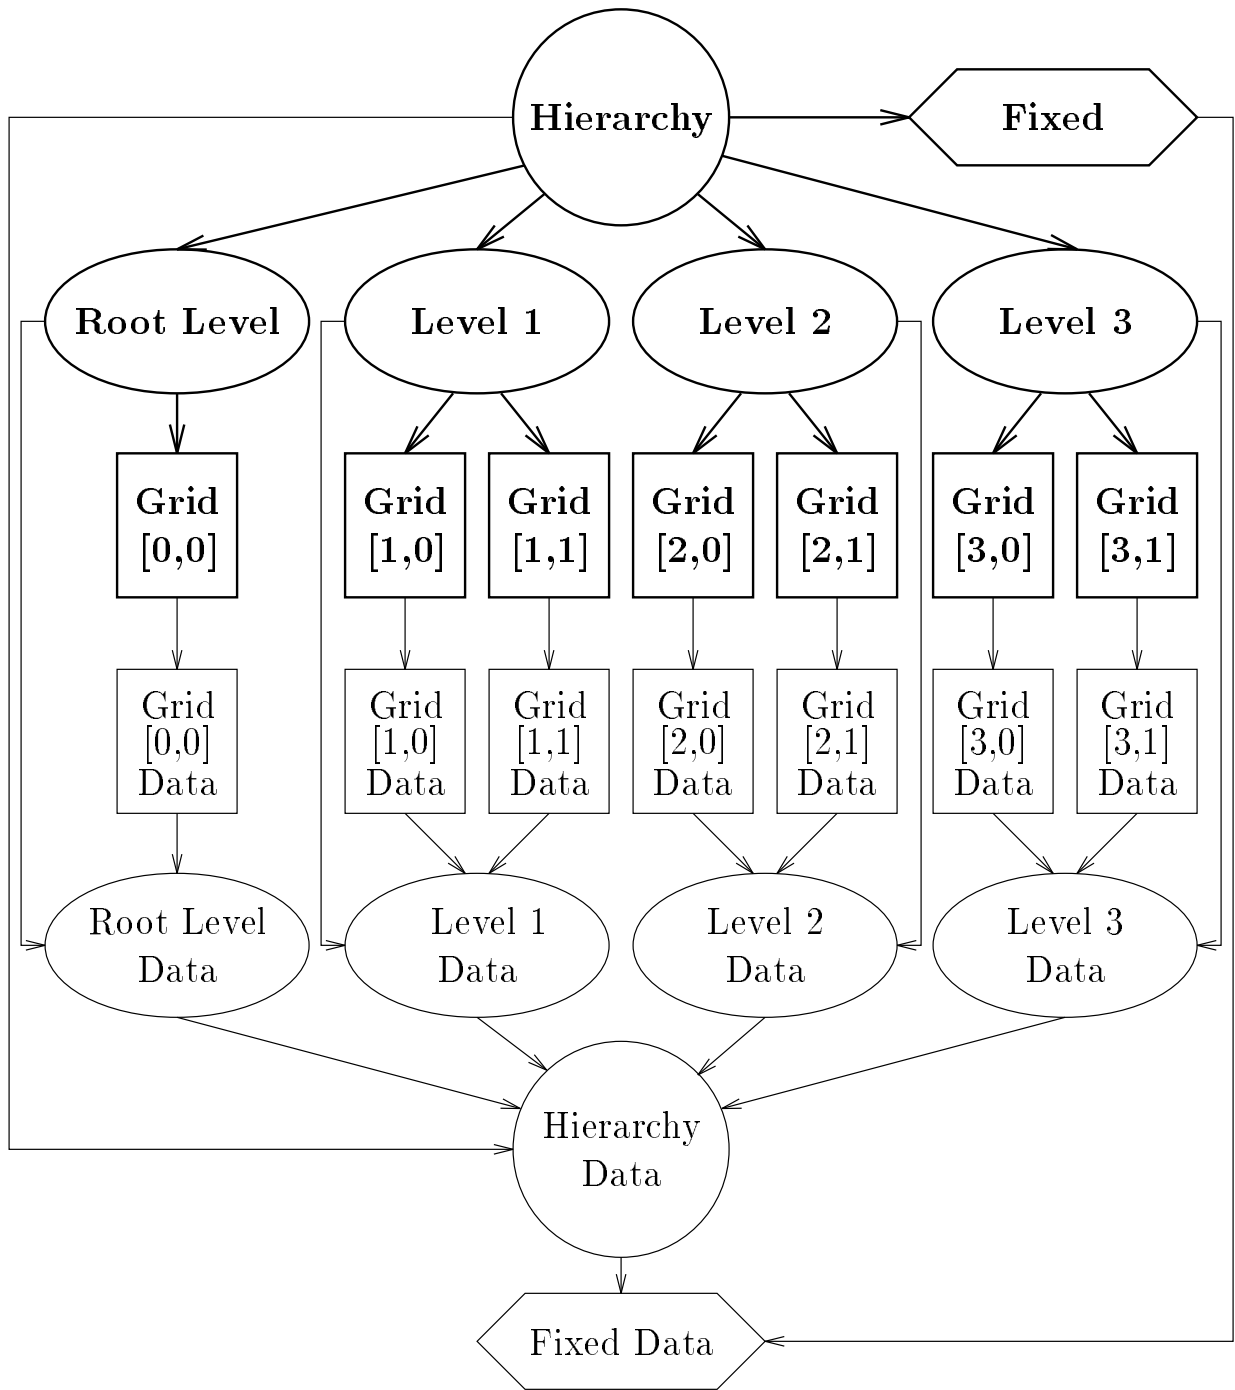 Hierarchy
Fixed
Root Level
Level 1
Level 2
Level 3
Grid
[0,0]
Grid
[1,0]
Grid
[1,1]
Grid
[2,0]
Grid
[2,1]
Grid
[3,0]
Grid
[3,1]
Grid
[0,0]
Data
Grid
[1,0]
Data
Grid
[1,1]
Data
Grid
[2,0]
Data
Grid
[2,1]
Data
Grid
[3,0]
Data
Grid
[3,1]
Data
Root Level
Data
Level 1
Data
Level 2
Data
Level 3
Data
Hierarchy
Data
Fixed Data